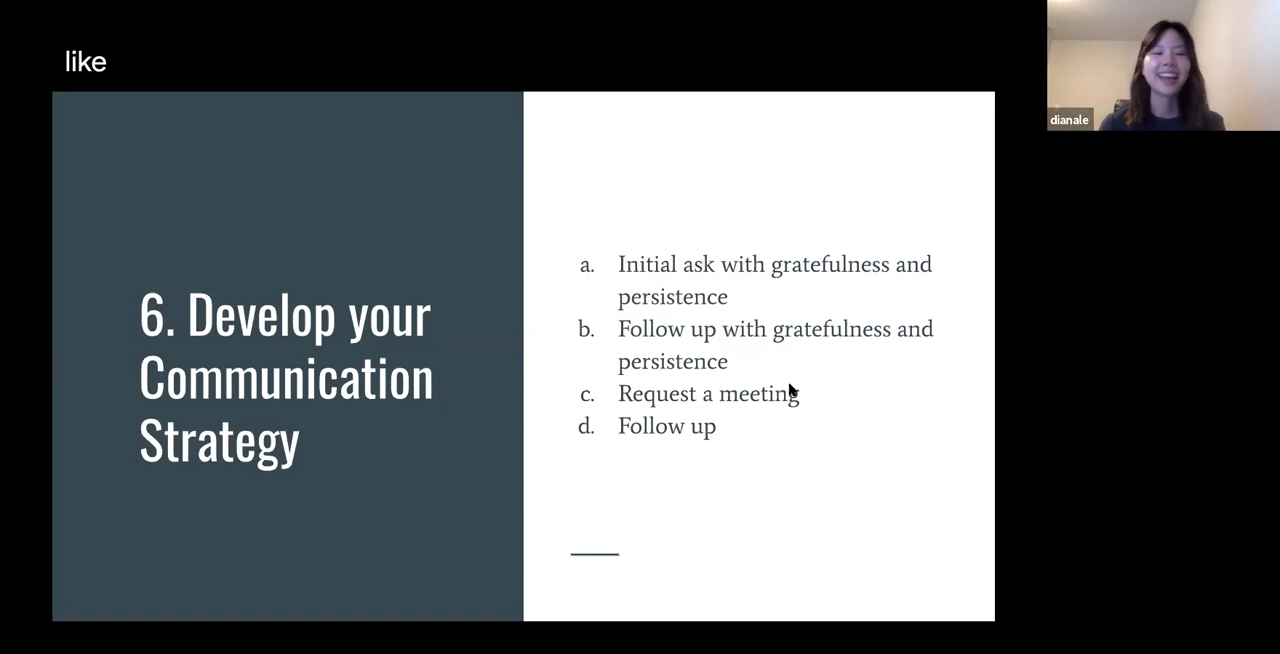 like
6. Develop your
Communication
Strategy
a. Initial ask with gratefulness and
persistence
b. Follow up with gratefulness and
persistence
c. Request a meeting
d. Follow up
dianale